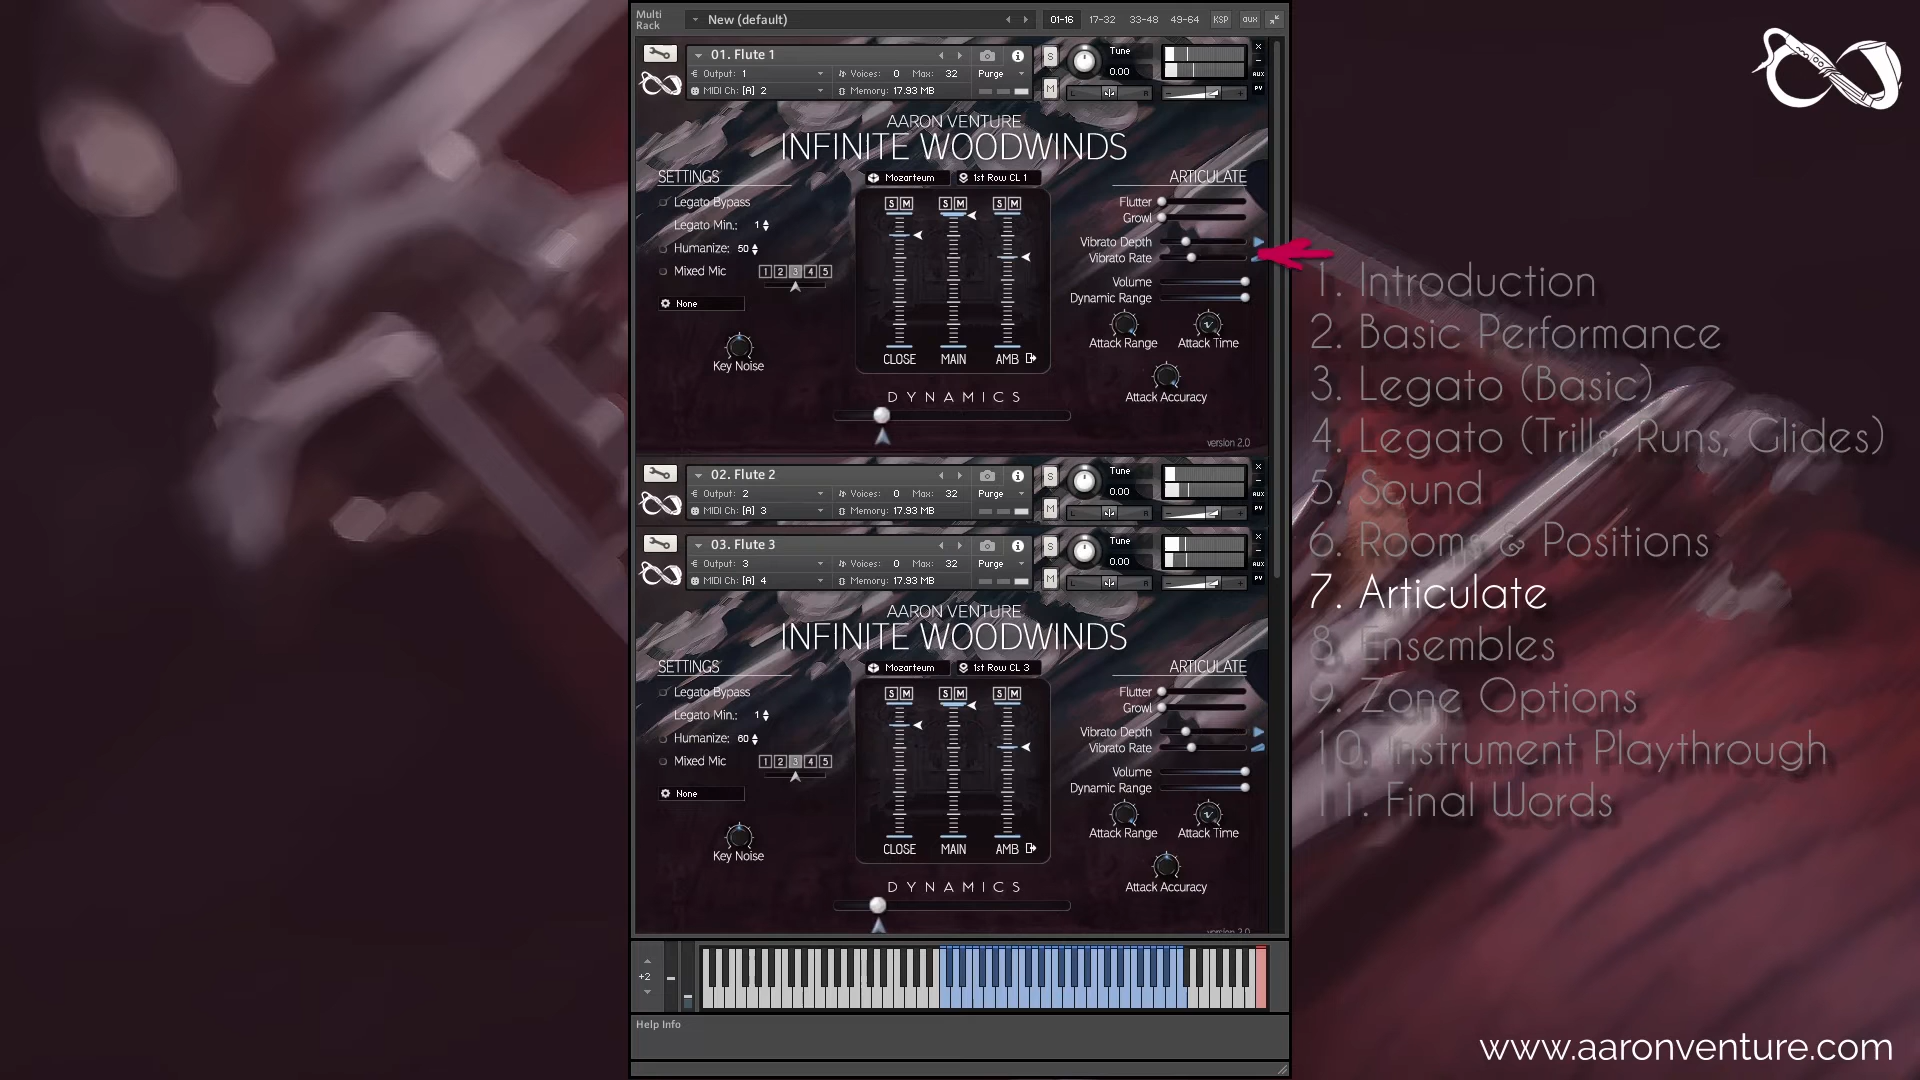 Multi Rack
New (default)
01-16 17-32 33-48 49-64 KSP aux
01. Flute 1
Output: 1 Voices: 0 Max: 32 Purge
MIDI Ch: [A] 2 Memory: 17.93 MB
S M Tune 0.00 L R AUX PV
AARON VENTURE
INFINITE WOODWINDS
SETTINGS
Mozarteum 1st Row CL 1
ARTICULATE
Legato Bypass
Legato Min.: 1
Humanize: 50
Mixed Mic 1 2 3 4 5
None
Key Noise
S M S M S M
CLOSE MAIN AMB
Flutter
Growl
Vibrato Depth
Vibrato Rate
Volume
Dynamic Range
Attack Range Attack Time
Attack Accuracy
DYNAMICS
version 2.0
02. Flute 2
Output: 2 Voices: 0 Max: 32 Purge
MIDI Ch: [A] 3 Memory: 17.93 MB
S M Tune 0.00 L R AUX PV
03. Flute 3
Output: 3 Voices: 0 Max: 32 Purge
MIDI Ch: [A] 4 Memory: 17.93 MB
S M Tune 0.00 L R AUX PV
AARON VENTURE
INFINITE WOODWINDS
SETTINGS
Mozarteum 1st Row CL 3
ARTICULATE
Legato Bypass
Legato Min.: 1
Humanize: 60
Mixed Mic 1 2 3 4 5
None
Key Noise
S M S M S M
CLOSE MAIN AMB
Flutter
Growl
Vibrato Depth
Vibrato Rate
Volume
Dynamic Range
Attack Range Attack Time
Attack Accuracy
DYNAMICS
version 2.0
+2
Help Info
1. Introduction
2. Basic Performance
3. Legato (Basic)
4. Legato (Trills, Runs, Glides)
5. Sound
6. Rooms & Positions
7. Articulate
8. Ensembles
9. Zone Options
10. Instrument Playthrough
11. Final Words
www.aaronventure.com